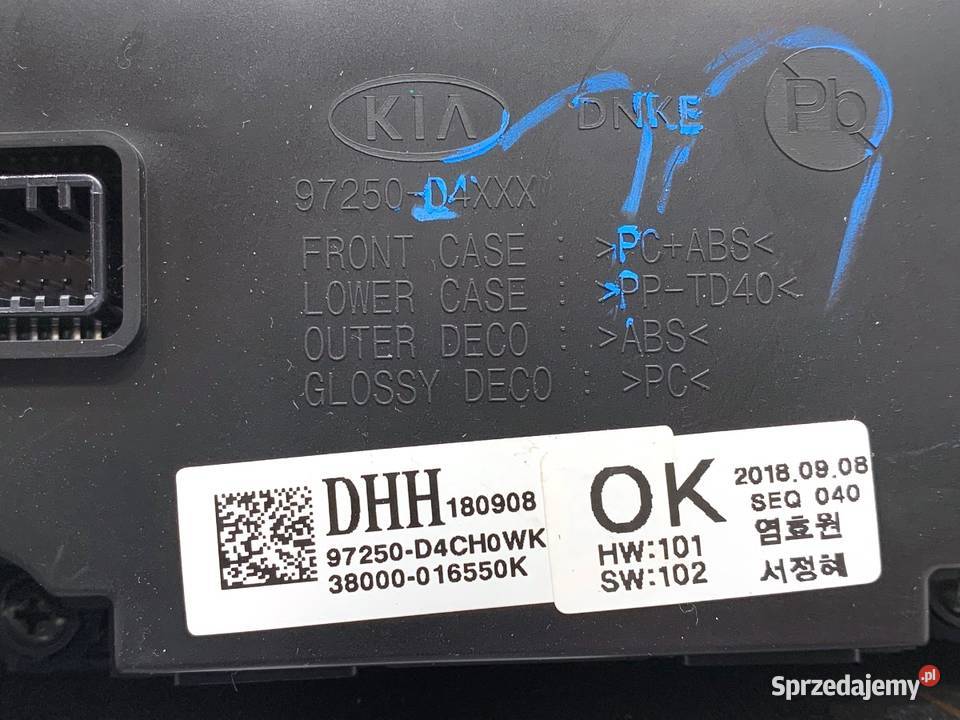 KIA DNKE Pb
97250-D4XXX
FRONT CASE : >PC+ABS<
LOWER CASE : >PP-TD40<
OUTER DECO : >ABS<
GLOSSY DECO : >PC<
DHH 180908
97250-D4CH0WK
38000-016550K
OK
HW:101
SW:102
2018.09.08
SEQ 040
염효원
서정혜
Sprzedajemy.pl